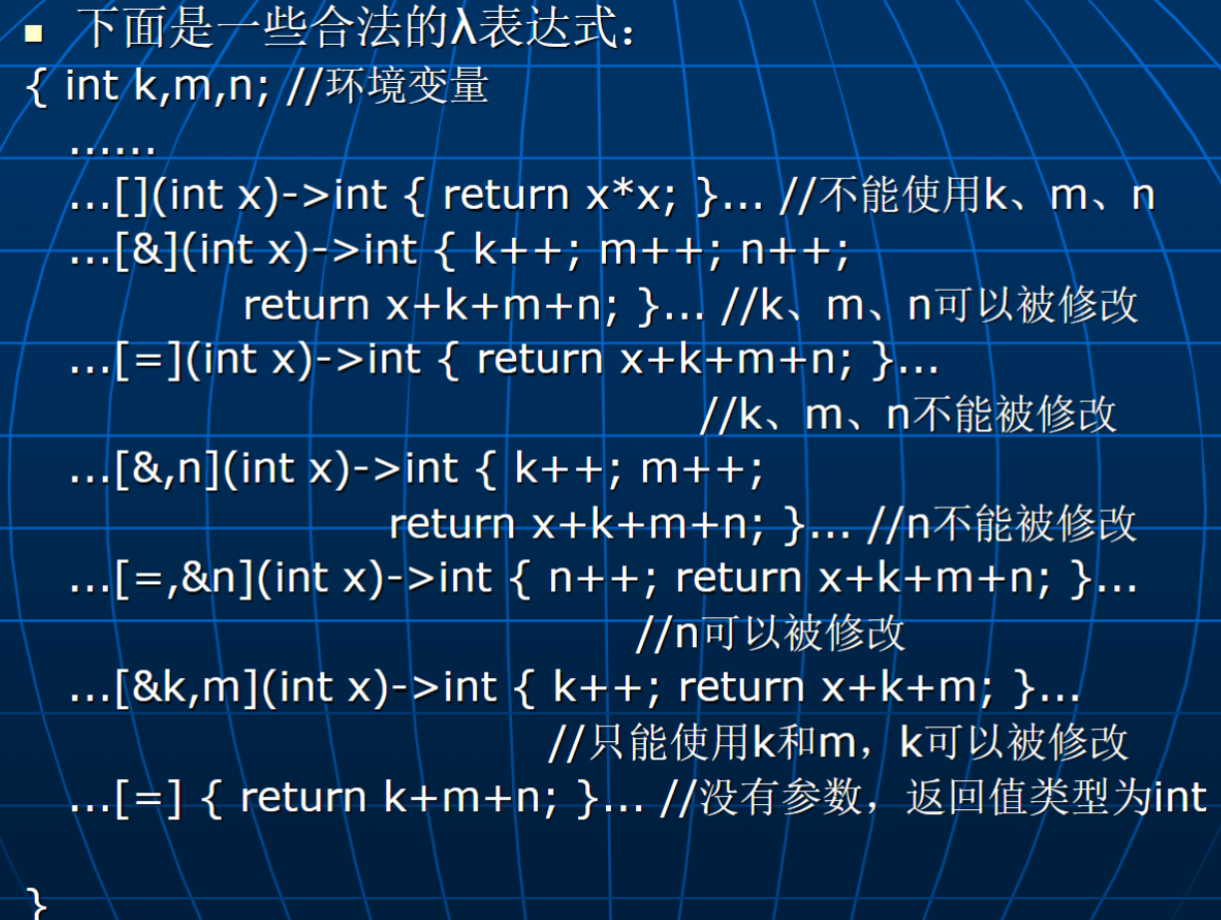 下面是一些合法的λ表达式：
{ int k,m,n; //环境变量
……
…[](int x)->int { return x*x; }… //不能使用k、m、n
…[&](int x)->int { k++; m++; n++;
return x+k+m+n; }… //k、m、n可以被修改
…[=](int x)->int { return x+k+m+n; }…
//k、m、n不能被修改
…[&,n](int x)->int { k++; m++;
return x+k+m+n; }… //n不能被修改
…[=,&n](int x)->int { n++; return x+k+m+n; }…
//n可以被修改
…[&k,m](int x)->int { k++; return x+k+m; }…
//只能使用k和m，k可以被修改
…[=] { return k+m+n; }… //没有参数，返回值类型为int
}